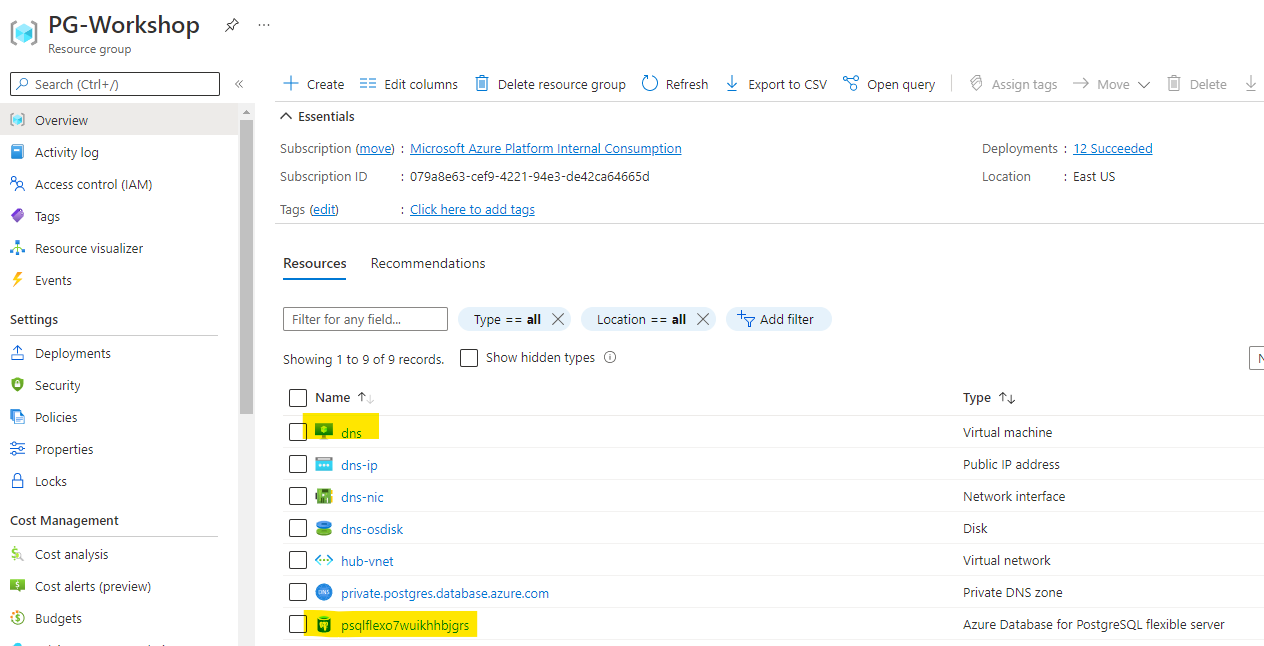 PG-Workshop
Resource group
Search (Ctrl+/)
Overview
Activity log
Access control (IAM)
Tags
Resource visualizer
Events
Settings
Deployments
Security
Policies
Properties
Locks
Cost Management
Cost analysis
Cost alerts (preview)
Budgets
Create Edit columns Delete resource group Refresh Export to CSV Open query Assign tags Move Delete
Essentials
Subscription (move) : Microsoft Azure Platform Internal Consumption
Deployments : 12 Succeeded
Subscription ID : 079a8e63-cef9-4221-94e3-de42ca64665d
Location : East US
Tags (edit) : Click here to add tags
Resources Recommendations
Filter for any field... Type == all Location == all Add filter
Showing 1 to 9 of 9 records. Show hidden types
Name Type
dns Virtual machine
dns-ip Public IP address
dns-nic Network interface
dns-osdisk Disk
hub-vnet Virtual network
DNS private.postgres.database.azure.com Private DNS zone
psqlflexo7wuikhhbjgrs Azure Database for PostgreSQL flexible server